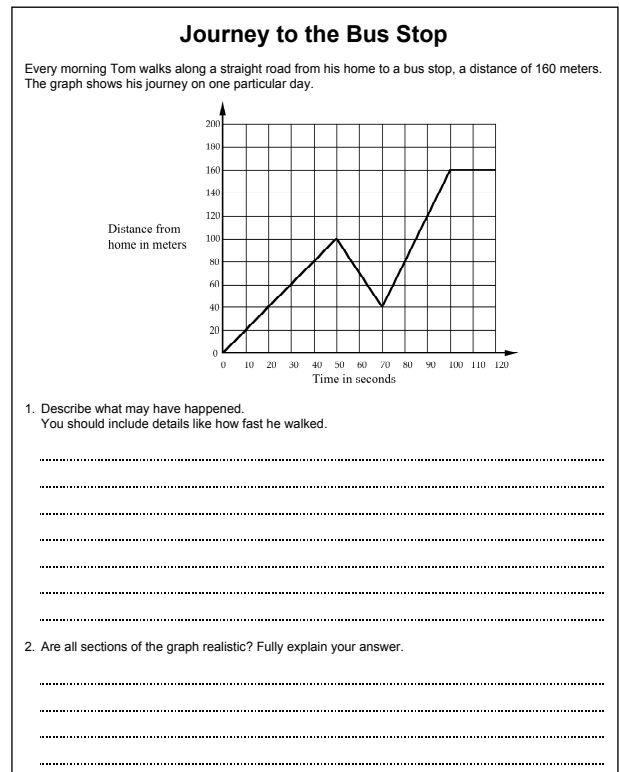 Journey to the Bus Stop
Every morning Tom walks along a straight road from his home to a bus stop, a distance of 160 meters.
The graph shows his journey on one particular day.
200
180
160
140
120
100
80
60
40
20
0
Distance from
home in meters
0 10 20 30 40 50 60 70 80 90 100 110 120
Time in seconds
1. Describe what may have happened.
You should include details like how fast he walked.
2. Are all sections of the graph realistic? Fully explain your answer.